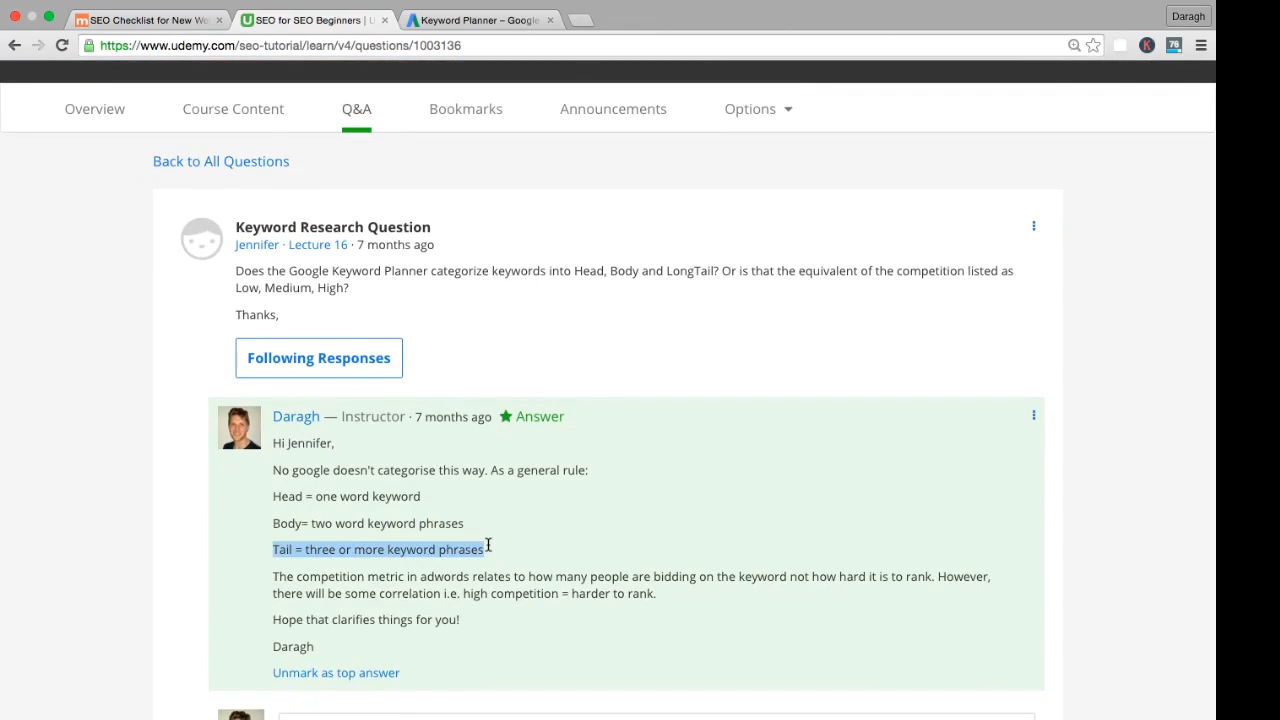 SEO Checklist for New We
SEO for SEO Beginners | U
Keyword Planner – Google
Daragh
https://www.udemy.com/seo-tutorial/learn/v4/questions/1003136
K
76
Overview
Course Content
Q&A
Bookmarks
Announcements
Options
Back to All Questions
Keyword Research Question
Jennifer · Lecture 16 · 7 months ago
Does the Google Keyword Planner categorize keywords into Head, Body and LongTail? Or is that the equivalent of the competition listed as
Low, Medium, High?
Thanks,
Following Responses
Daragh — Instructor · 7 months ago ★ Answer
Hi Jennifer,
No google doesn't categorise this way. As a general rule:
Head = one word keyword
Body= two word keyword phrases
Tail = three or more keyword phrases
The competition metric in adwords relates to how many people are bidding on the keyword not how hard it is to rank. However,
there will be some correlation i.e. high competition = harder to rank.
Hope that clarifies things for you!
Daragh
Unmark as top answer